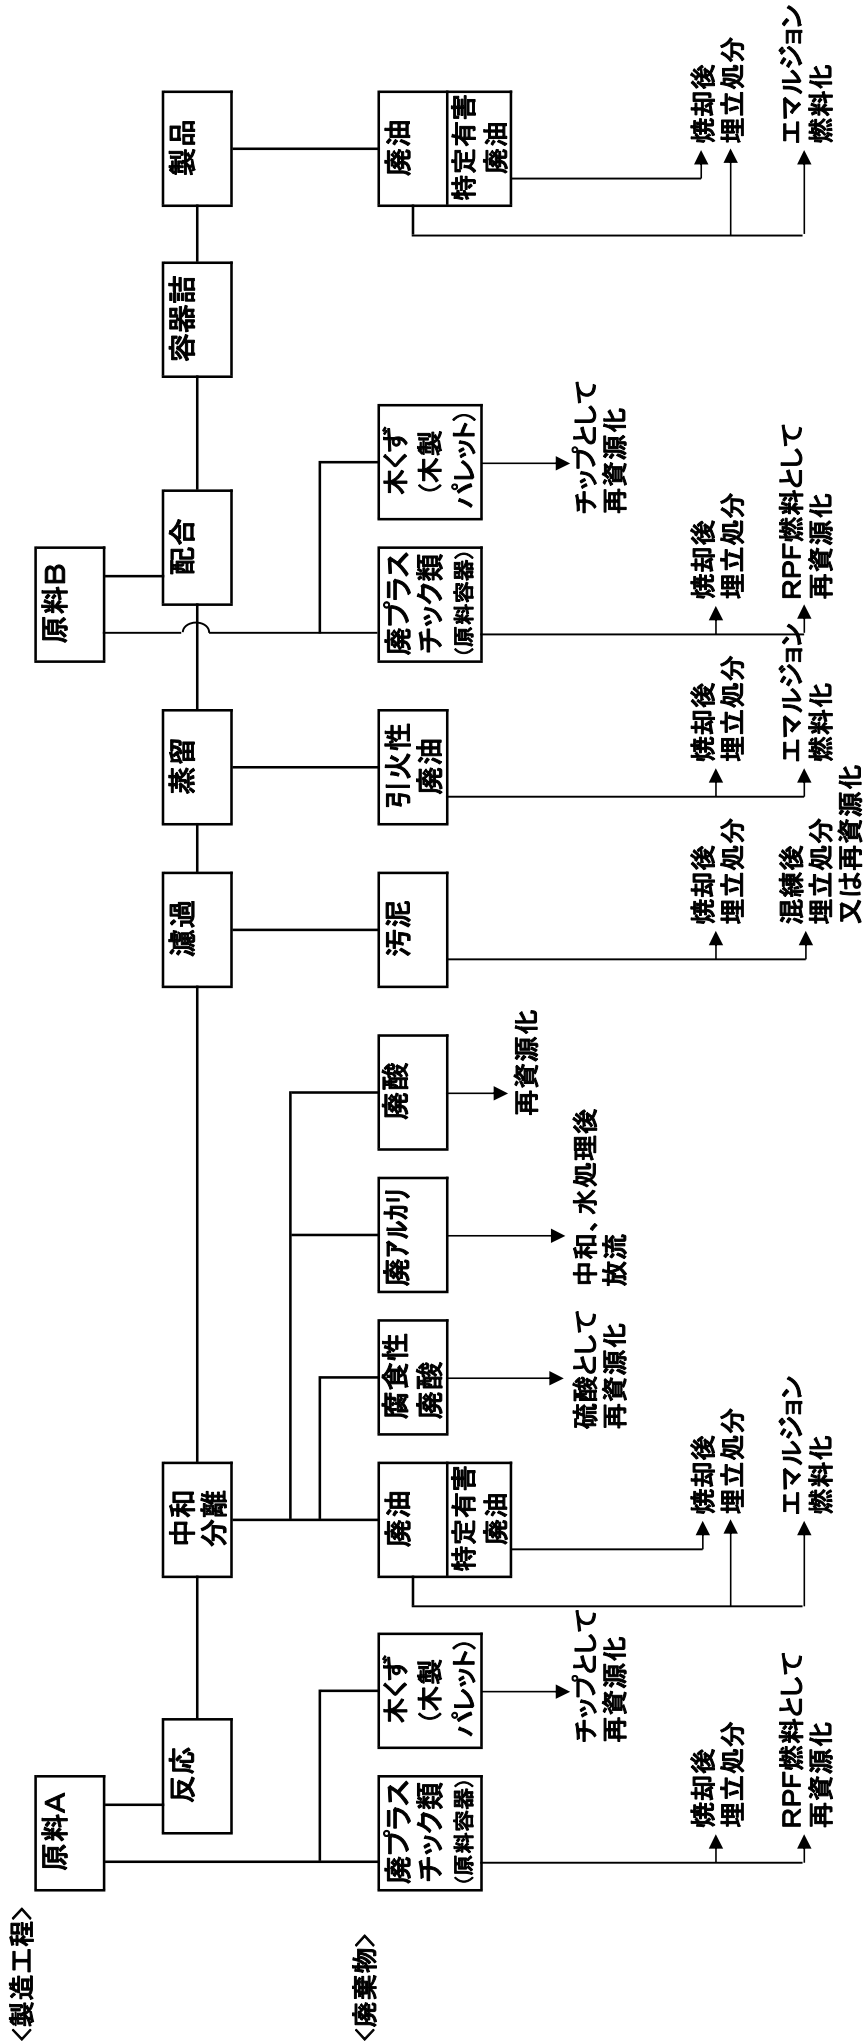 <製造工程>
原料A
原料B
反応
中和
分離
濾過
蒸留
配合
容器詰
製品
<廃棄物>
廃プラス
チック類
(原料容器)
木くず
(木製
パレット)
廃油
特定有害
廃油
腐食性
廃酸
廃アルカリ
廃酸
汚泥
引火性
廃油
廃プラス
チック類
(原料容器)
木くず
(木製
パレット)
廃油
特定有害
廃油
焼却後
埋立処分
RPF燃料として
再資源化
チップとして
再資源化
焼却後
埋立処分
エマルジョン
燃料化
硫酸として
再資源化
中和、水処理後
放流
再資源化
焼却後
埋立処分
混練後
埋立処分
又は再資源化
焼却後
埋立処分
エマルジョン
燃料化
焼却後
埋立処分
RPF燃料として
再資源化
チップとして
再資源化
焼却後
埋立処分
エマルジョン
燃料化